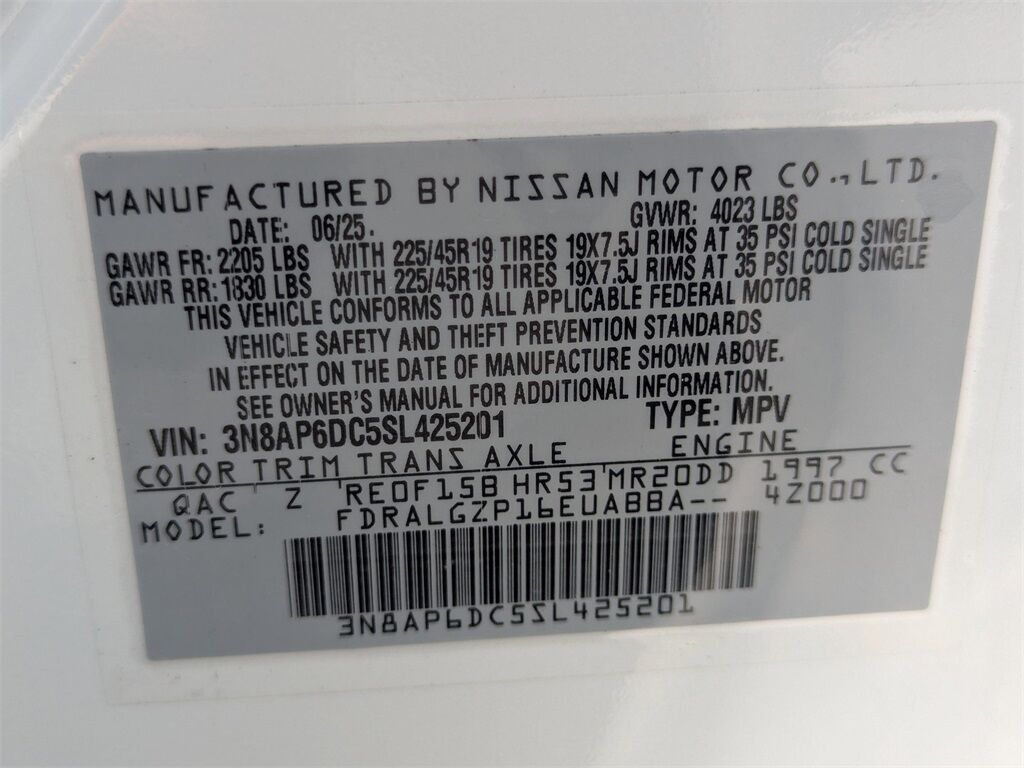 MANUFACTURED BY NISSAN MOTOR CO., LTD.
DATE: 06/25. GVWR: 4023 LBS
GAWR FR: 2205 LBS WITH 225/45R19 TIRES 19X7.5J RIMS AT 35 PSI COLD SINGLE
GAWR RR: 1830 LBS WITH 225/45R19 TIRES 19X7.5J RIMS AT 35 PSI COLD SINGLE
THIS VEHICLE CONFORMS TO ALL APPLICABLE FEDERAL MOTOR
VEHICLE SAFETY AND THEFT PREVENTION STANDARDS
IN EFFECT ON THE DATE OF MANUFACTURE SHOWN ABOVE.
SEE OWNER'S MANUAL FOR ADDITIONAL INFORMATION.
VIN: 3N8AP6DC5SL425201 TYPE: MPV
COLOR TRIM TRANS AXLE ENGINE
QAC Z RE0F15B HR53 MR20DD 1997 CC
MODEL: FDRALGZP16EUABBA-- 4Z000
3N8AP6DC5SL425201